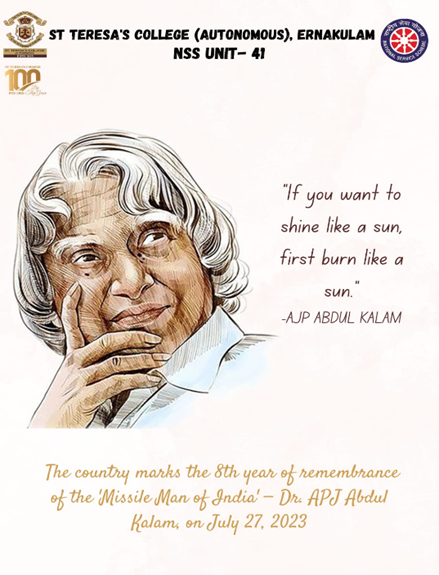 ST TERESA'S COLLEGE (AUTONOMOUS), ERNAKULAM
NSS UNIT- 41
100
"If you want to
shine like a sun,
first burn like a
sun."
-AJP ABDUL KALAM
The country marks the 8th year of remembrance
of the 'Missile Man of India' – Dr. APJ Abdul
Kalam, on July 27, 2023